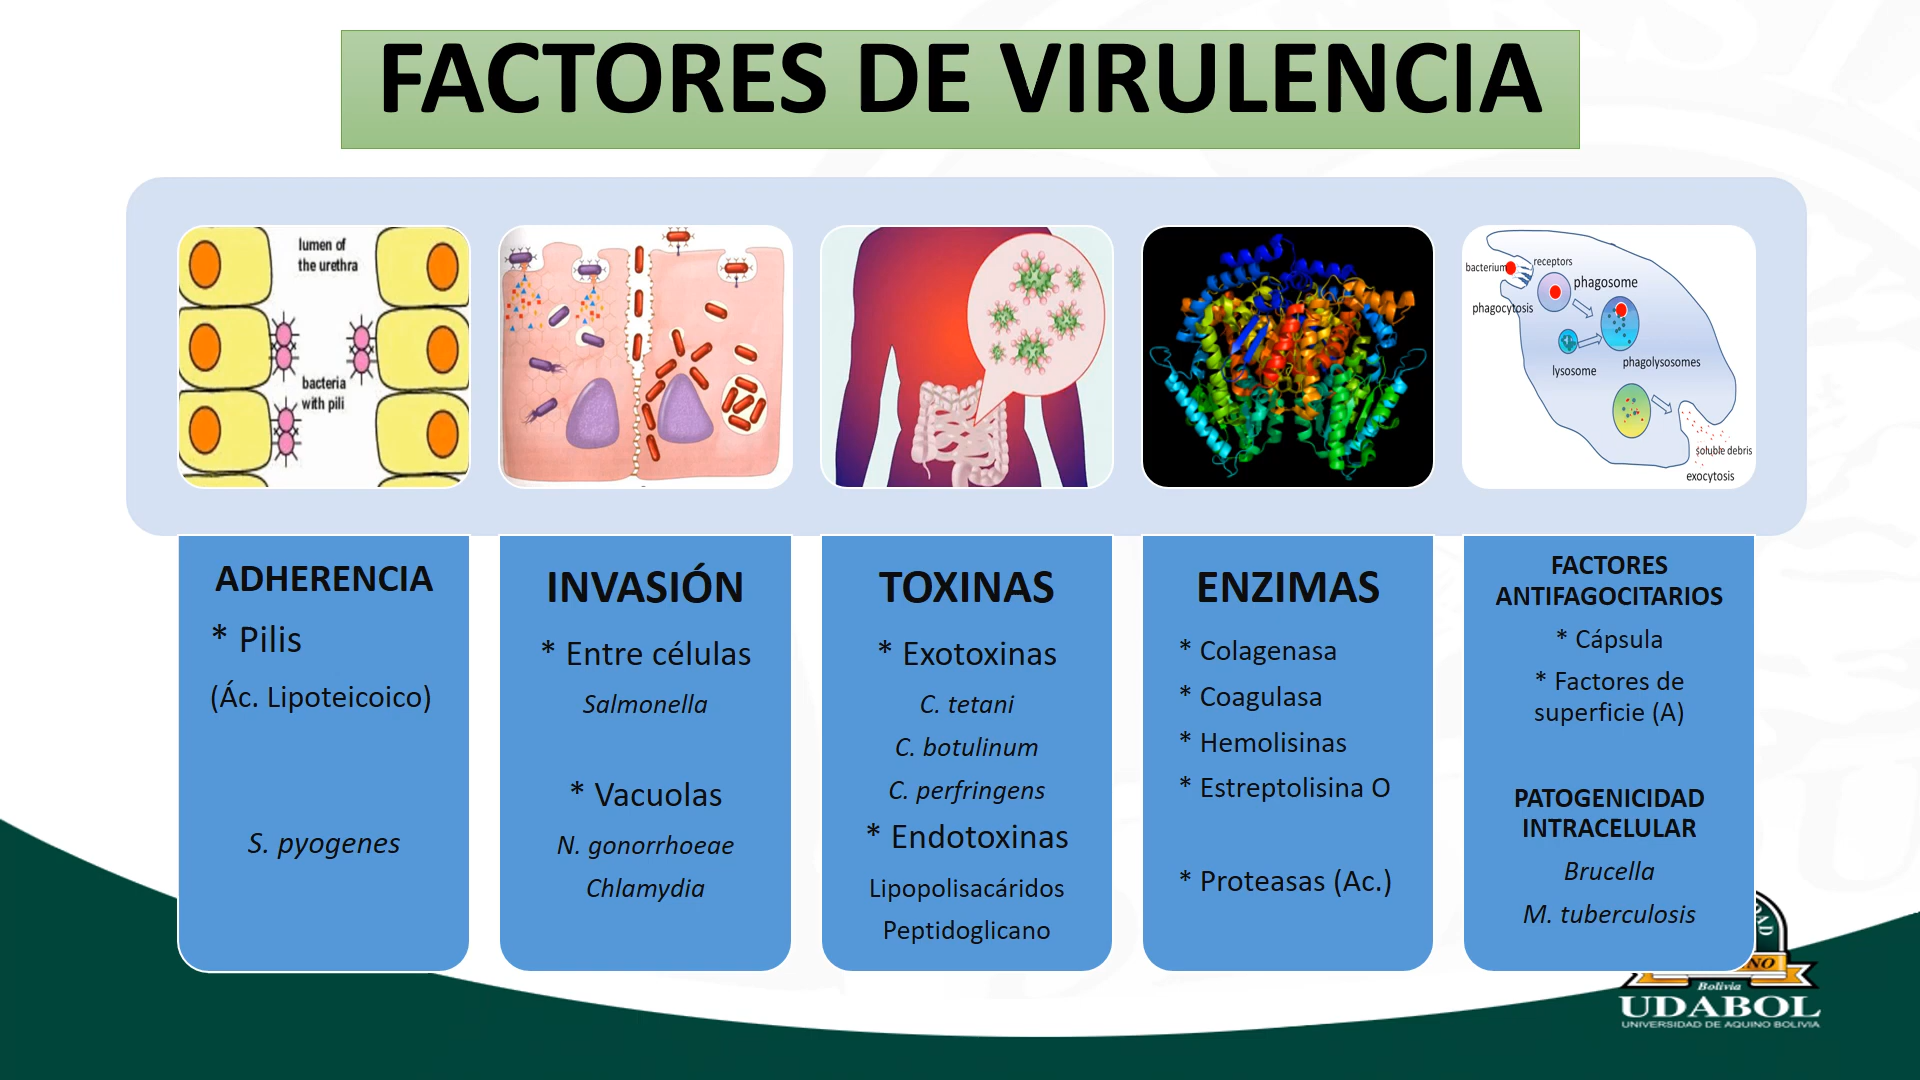 FACTORES DE VIRULENCIA
lumen of
the urethra
bacteria
with pili
bacterium
receptors
phagosome
phagocytosis
lysosome
phagolysosomes
soluble debris
exocytosis
ADHERENCIA
* Pilis
(Ác. Lipoteicoico)
S. pyogenes
INVASIÓN
* Entre células
Salmonella
* Vacuolas
N. gonorrhoeae
Chlamydia
TOXINAS
* Exotoxinas
C. tetani
C. botulinum
C. perfringens
* Endotoxinas
Lipopolisacáridos
Peptidoglicano
ENZIMAS
* Colagenasa
* Coagulasa
* Hemolisinas
* Estreptolisina O
* Proteasas (Ac.)
FACTORES
ANTIFAGOCITARIOS
* Cápsula
* Factores de
superficie (A)
PATOGENICIDAD
INTRACELULAR
Brucella
M. tuberculosis
Bolivia
UDABOL
UNIVERSIDAD DE AQUINO BOLIVIA